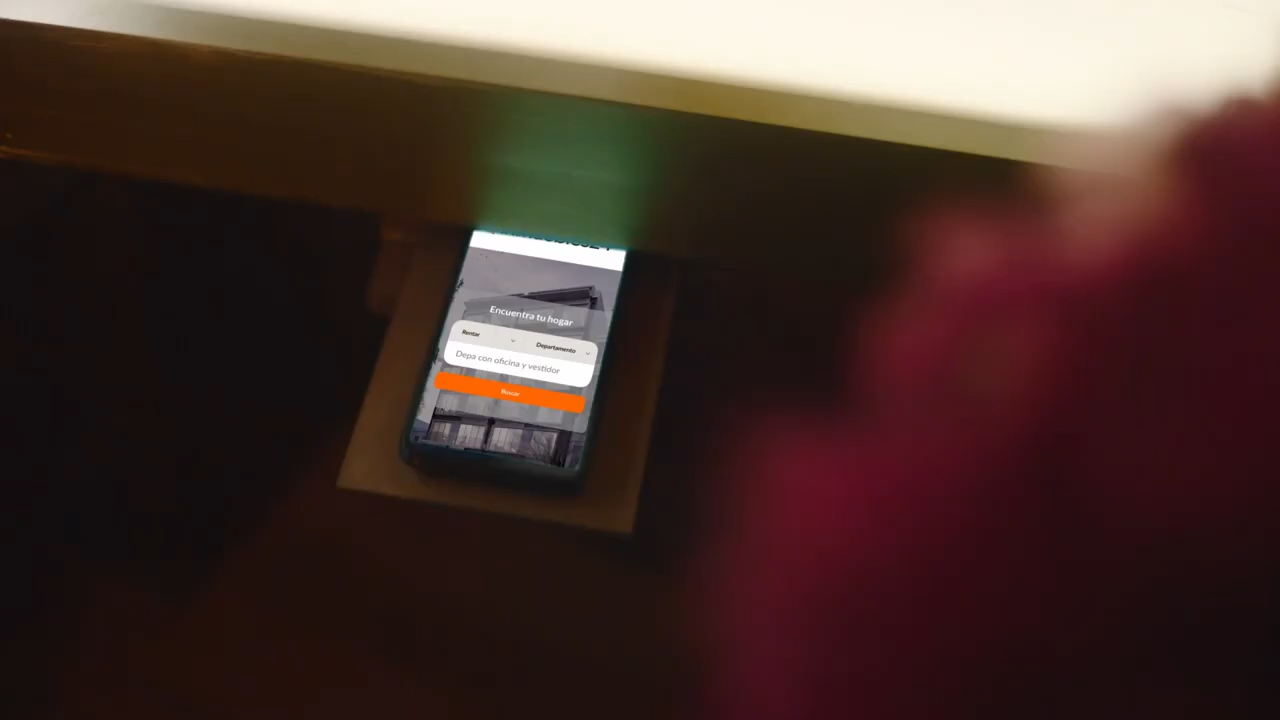 Encuentra tu hogar
Rentar
Departamento
Depa con oficina y vestidor
Buscar